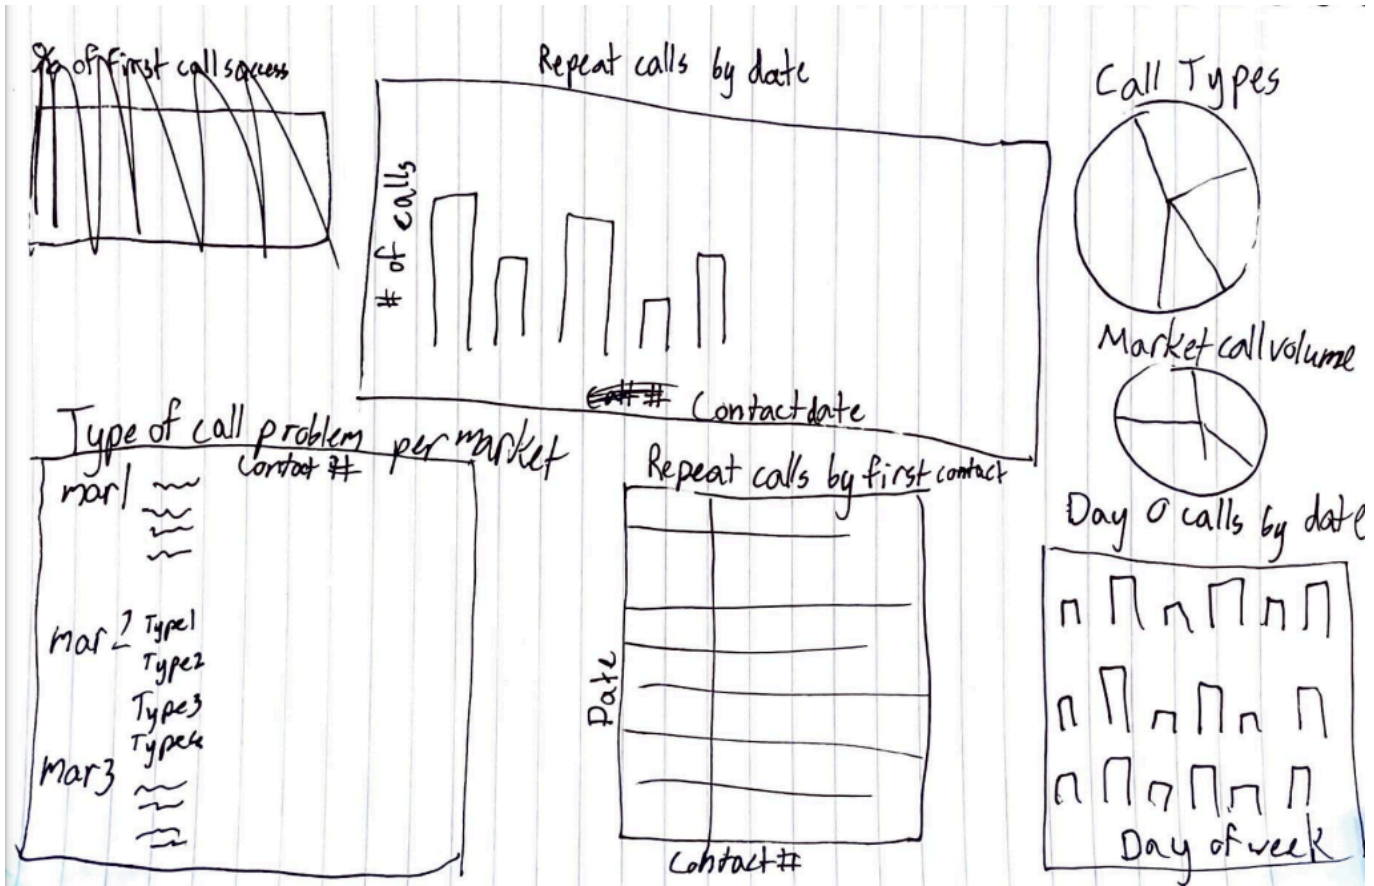 % of first call success
Repeat calls by date
# of calls
Contact date
Call Types
Market call volume
Type of call problem per market
Contact #
mar1
mar2 Type1
Type2
Type3
Type4
mar3
Repeat calls by first contact
Date
Contact #
Day 0 calls by date
Day of week